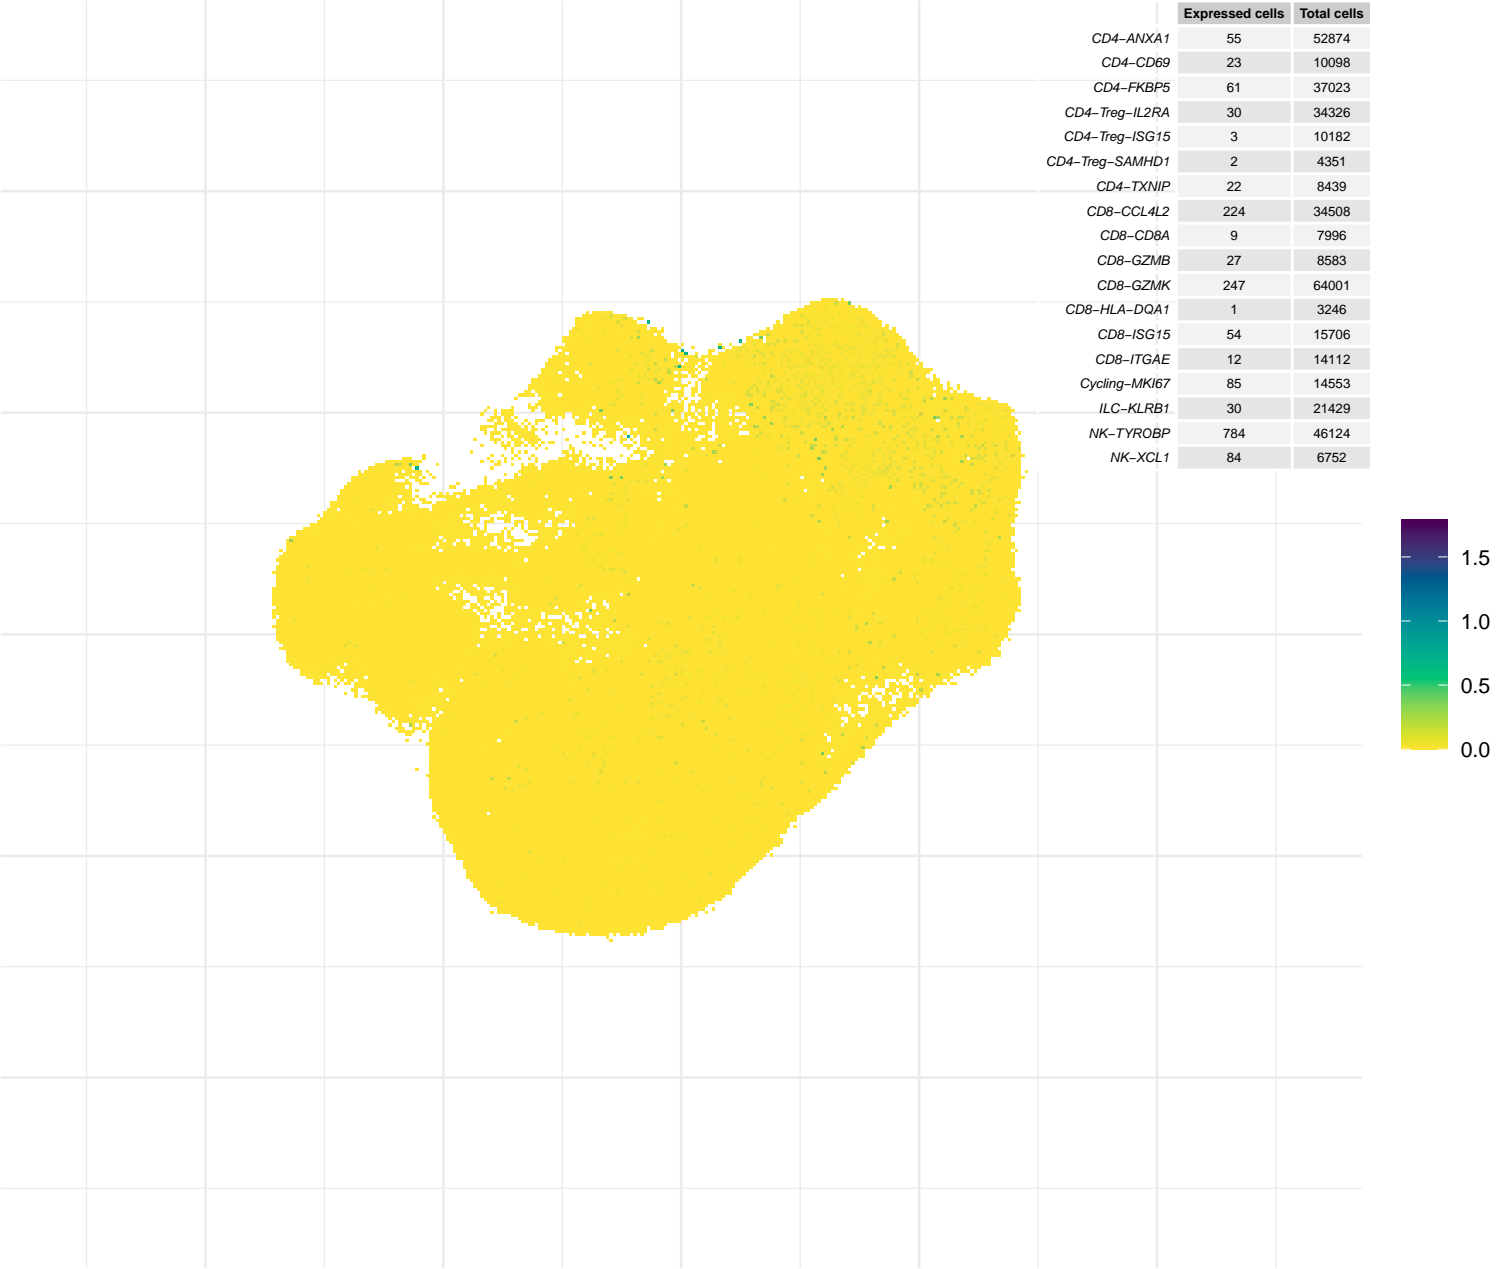 Expressed cells Total cells
CD4−ANXA1 55 52874
CD4−CD69 23 10098
CD4−FKBP5 61 37023
CD4−Treg−IL2RA 30 34326
CD4−Treg−ISG15 3 10182
CD4−Treg−SAMHD1 2 4351
CD4−TXNIP 22 8439
CD8−CCL4L2 224 34508
CD8−CD8A 9 7996
CD8−GZMB 27 8583
CD8−GZMK 247 64001
CD8−HLA−DQA1 1 3246
CD8−ISG15 54 15706
CD8−ITGAE 12 14112
Cycling−MKI67 85 14553
ILC−KLRB1 30 21429
NK−TYROBP 784 46124
NK−XCL1 84 6752
1.5
1.0
0.5
0.0